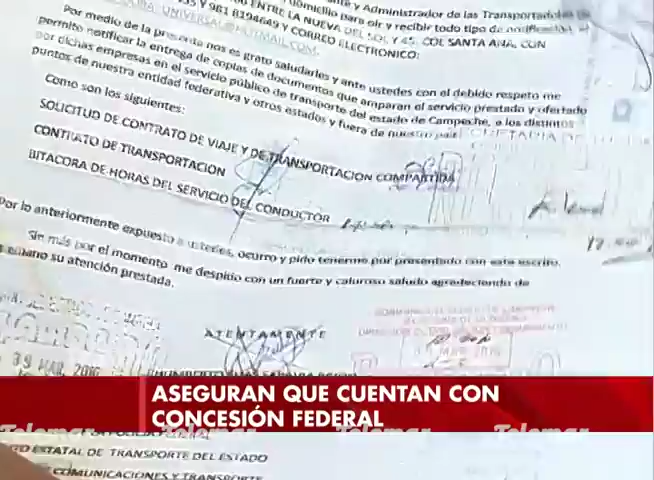 y Administrador de las Transportadoras
domicilio para oír y recibir todo tipo de notificación
ENTRE LA NUEVA DEL SOL Y 45, COL SANTA ANA, CON
Y 981 8194649 Y CORREO ELECTRONICO:
Por medio de la presente nos es grato saludarles y ante ustedes con el debido respeto me
permito notificar la entrega de copias de documentos que amparan el servicio prestado y ofertado
por dichas empresas en el servicio público de transporte del estado de Campeche, a los distintos
puntos de nuestra entidad federativa y otros estados y fuera de nuestro país
Como son los siguientes:
SOLICITUD DE CONTRATO DE VIAJE Y DE TRANSPORTACION COMPARTIDA
CONTRATO DE TRANSPORTACION
BITACORA DE HORAS DEL SERVICIO DEL CONDUCTOR
Por lo anteriormente expuesto a ustedes, ocurro y pido tenerme por presentado con este escrito.
Sin más por el momento me despido con un fuerte y caluroso saludo agradeciendo de
su atención prestada.
ATENTAMENTE
MAR. 2016
ASEGURAN QUE CUENTAN CON
CONCESIÓN FEDERAL
Telemar Telemar Telemar
ESTATAL DE TRANSPORTE DEL ESTADO
COMUNICACIONES Y TRANSPORTE